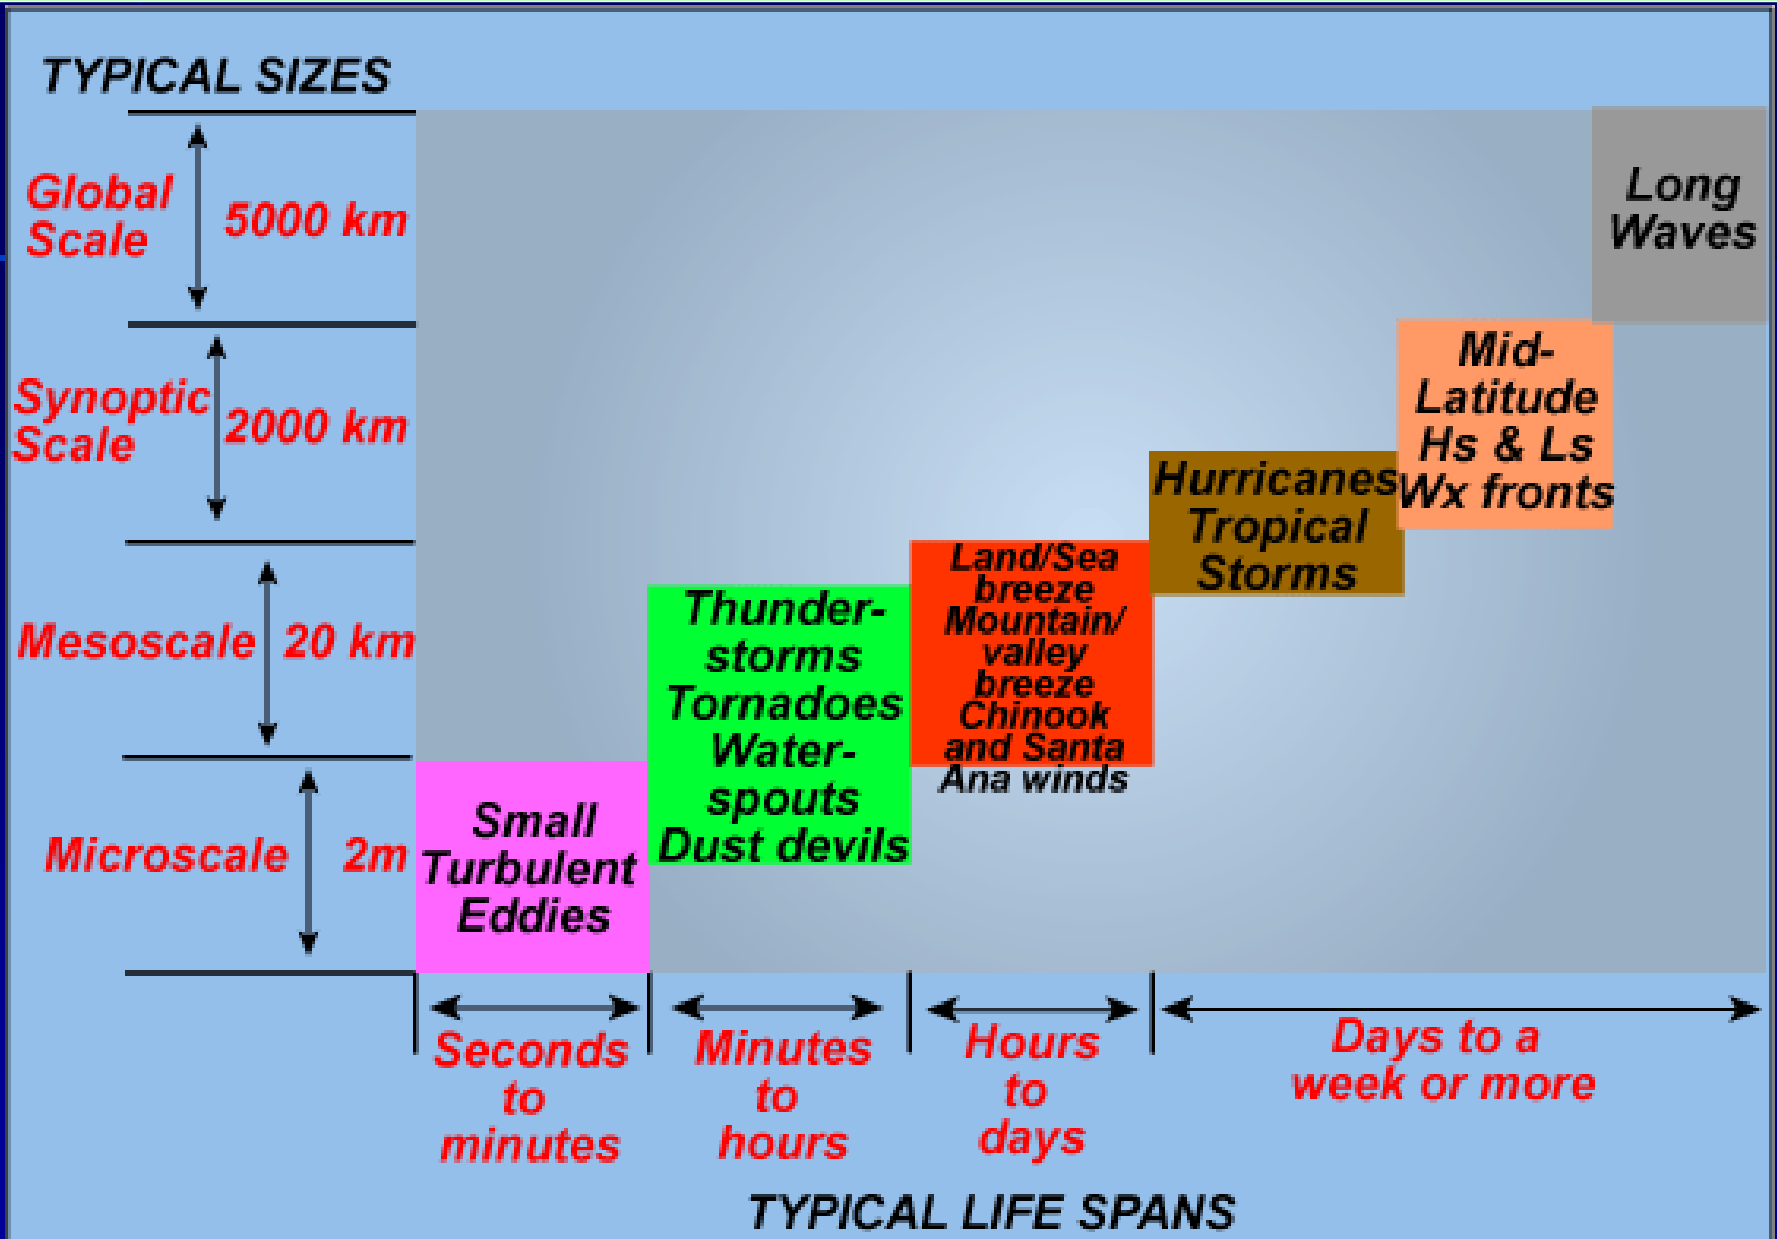 TYPICAL SIZES
Global
Scale
5000 km
Long
Waves
Synoptic
Scale
2000 km
Mid-
Latitude
Hs & Ls
Wx fronts
Hurricanes
Tropical
Storms
Mesoscale
20 km
Land/Sea
breeze
Mountain/
valley
breeze
Chinook
and Santa
Ana winds
Thunder-
storms
Tornadoes
Water-
spouts
Dust devils
Microscale
2m
Small
Turbulent
Eddies
Seconds
to
minutes
Minutes
to
hours
Hours
to
days
Days to a
week or more
TYPICAL LIFE SPANS